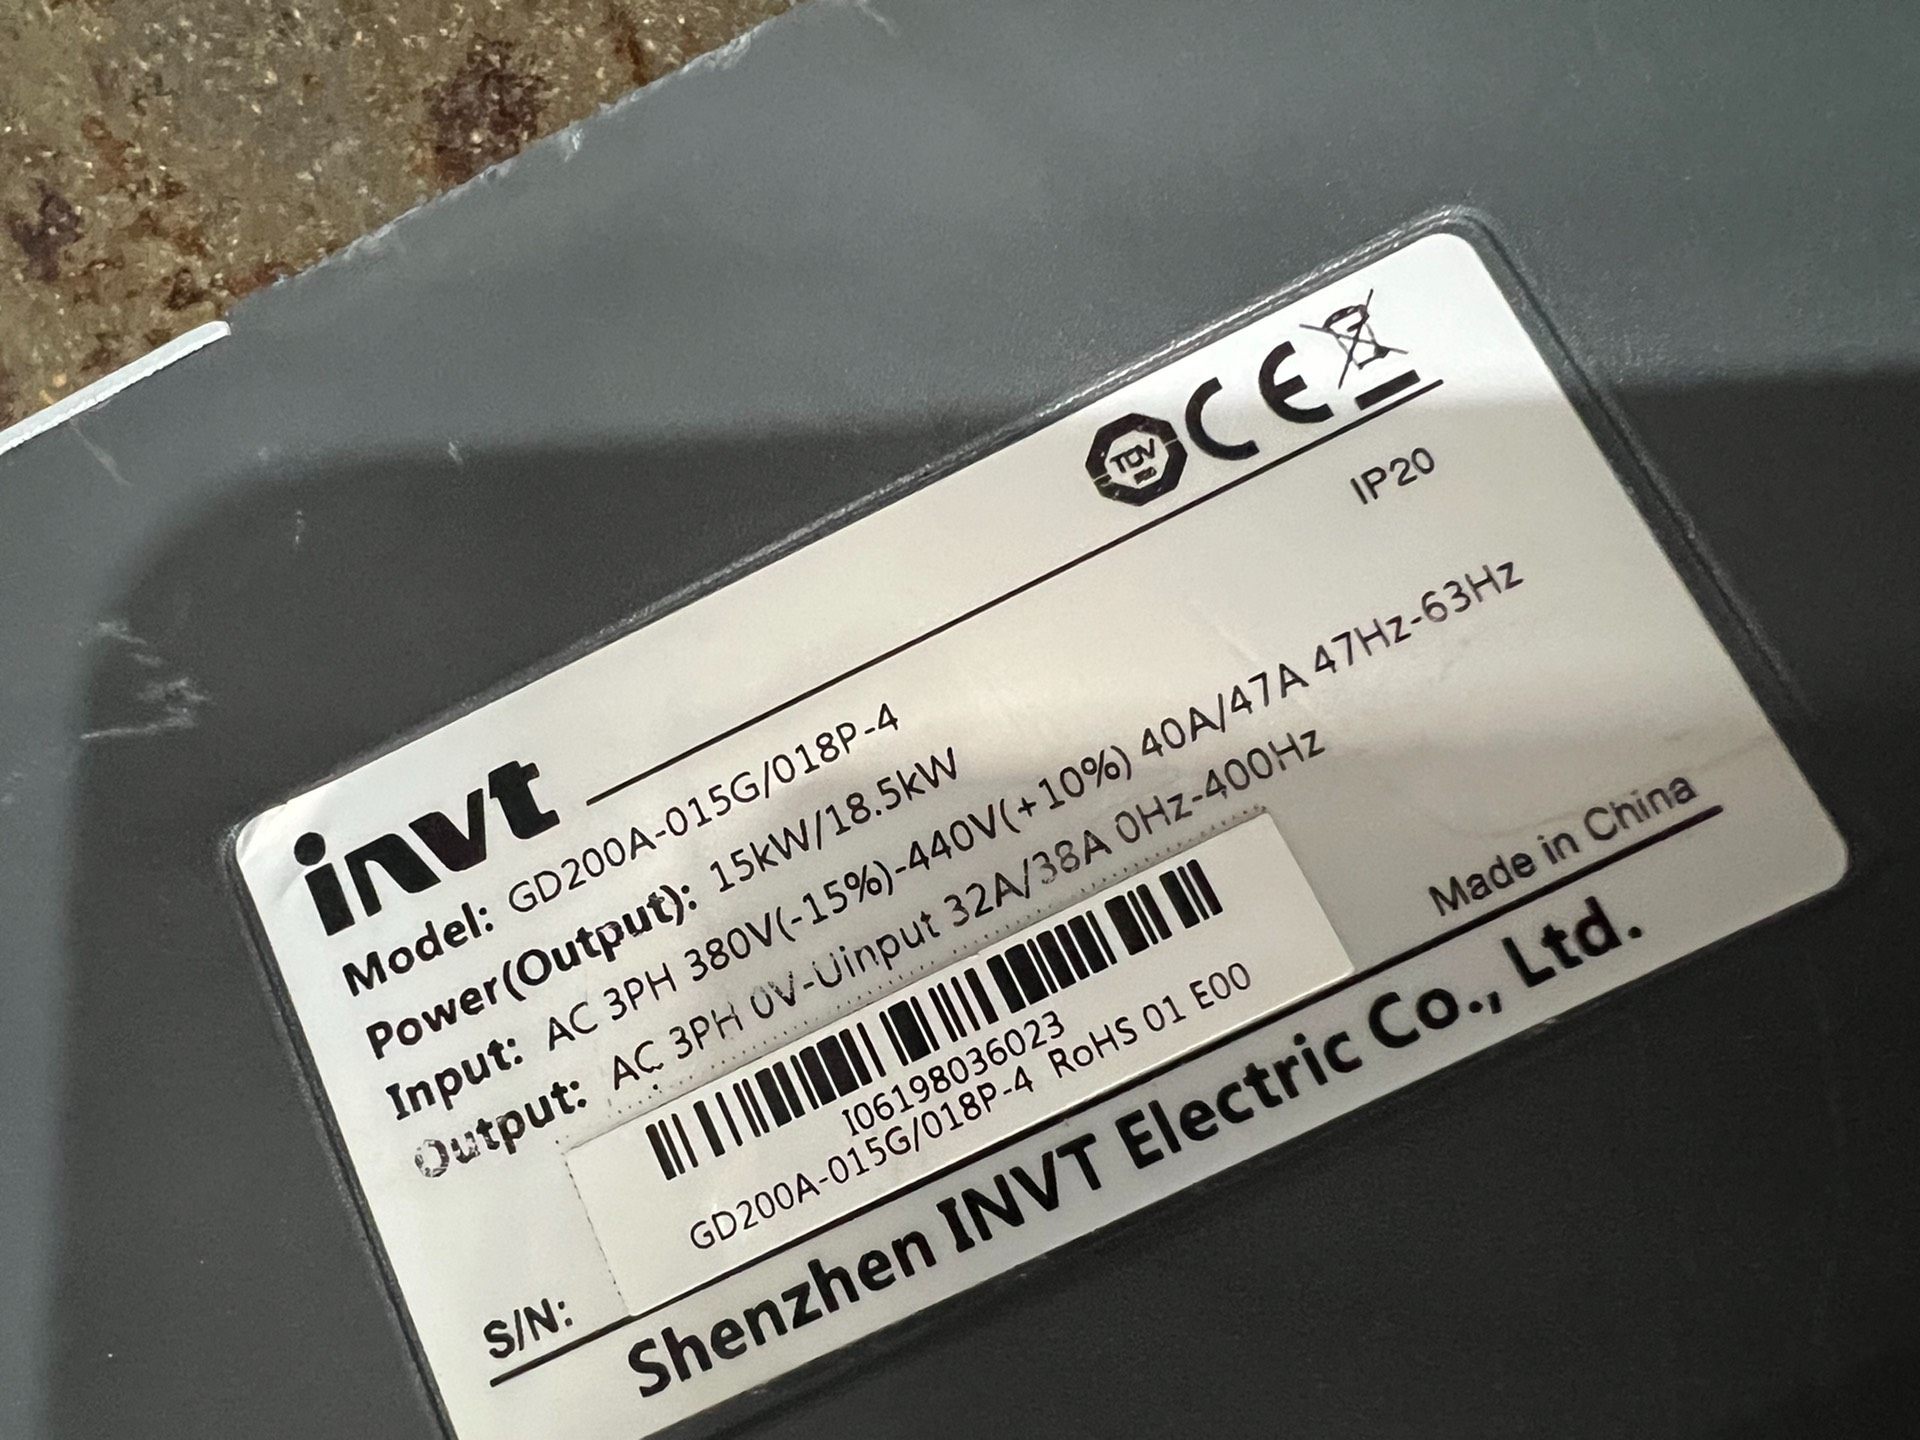 invt
TÜV CE
IP20
Model: GD200A-015G/018P-4
Power(Output): 15kW/18.5kW
Input: AC 3PH 380V(-15%)-440V(+10%) 40A/47A 47Hz-63Hz
Output: AC 3PH 0V-Uinput 32A/38A 0Hz-400Hz
I06198036023
GD200A-015G/018P-4 RoHS 01 E00
S/N:
Made in China
Shenzhen INVT Electric Co., Ltd.